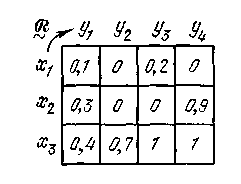 ℛ y₁ y₂ y₃ y₄
x₁ 0,1 0 0,2 0
x₂ 0,3 0 0 0,9
x₃ 0,4 0,7 1 1